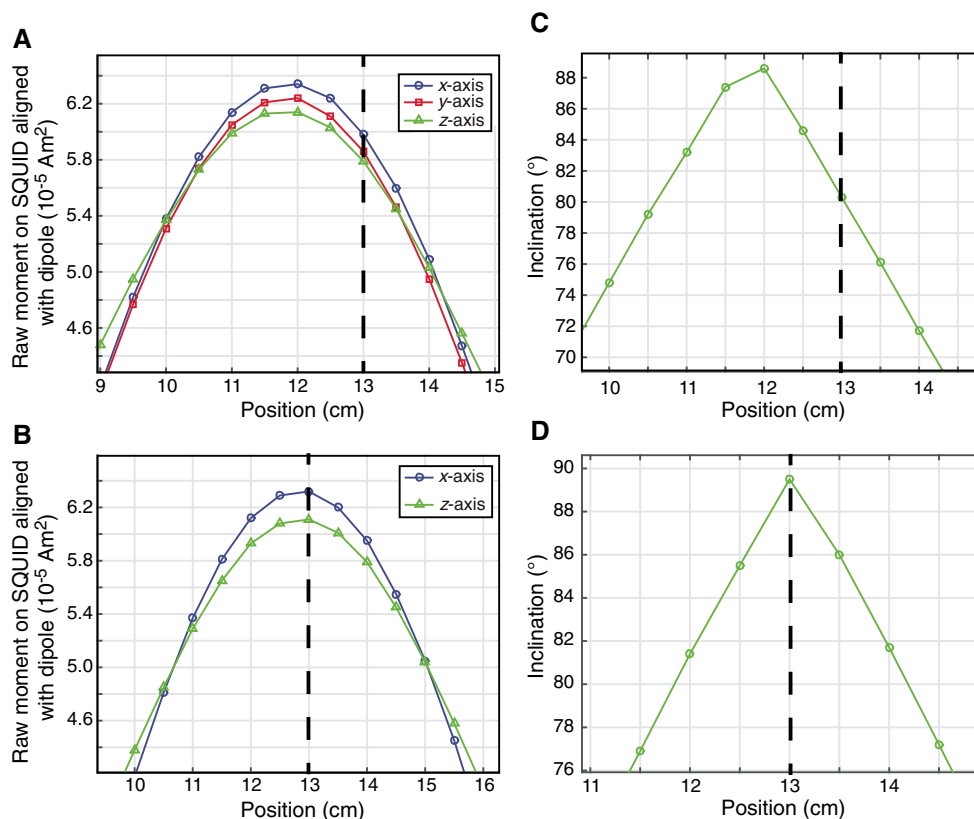 A
Raw moment on SQUID aligned
with dipole (10⁻⁵ Am²)
6.2
5.8
5.4
5.0
4.6
9 10 11 12 13 14 15
Position (cm)
x-axis
y-axis
z-axis
C
Inclination (°)
88
86
84
82
80
78
76
74
72
70
10 11 12 13 14
Position (cm)
B
Raw moment on SQUID aligned
with dipole (10⁻⁵ Am²)
6.2
5.8
5.4
5.0
4.6
10 11 12 13 14 15 16
Position (cm)
x-axis
z-axis
D
Inclination (°)
90
88
86
84
82
80
78
76
11 12 13 14
Position (cm)